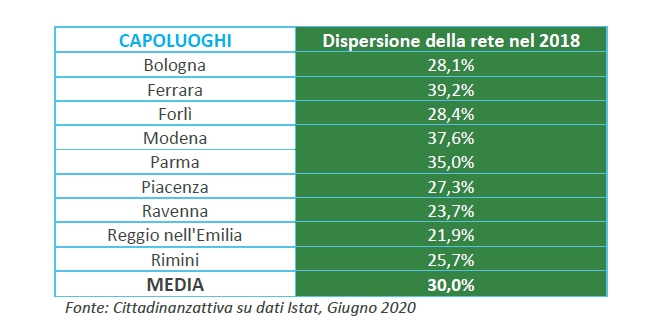 CAPOLUOGHI Dispersione della rete nel 2018
Bologna 28,1%
Ferrara 39,2%
Forlì 28,4%
Modena 37,6%
Parma 35,0%
Piacenza 27,3%
Ravenna 23,7%
Reggio nell'Emilia 21,9%
Rimini 25,7%
MEDIA 30,0%
Fonte: Cittadinanzattiva su dati Istat, Giugno 2020